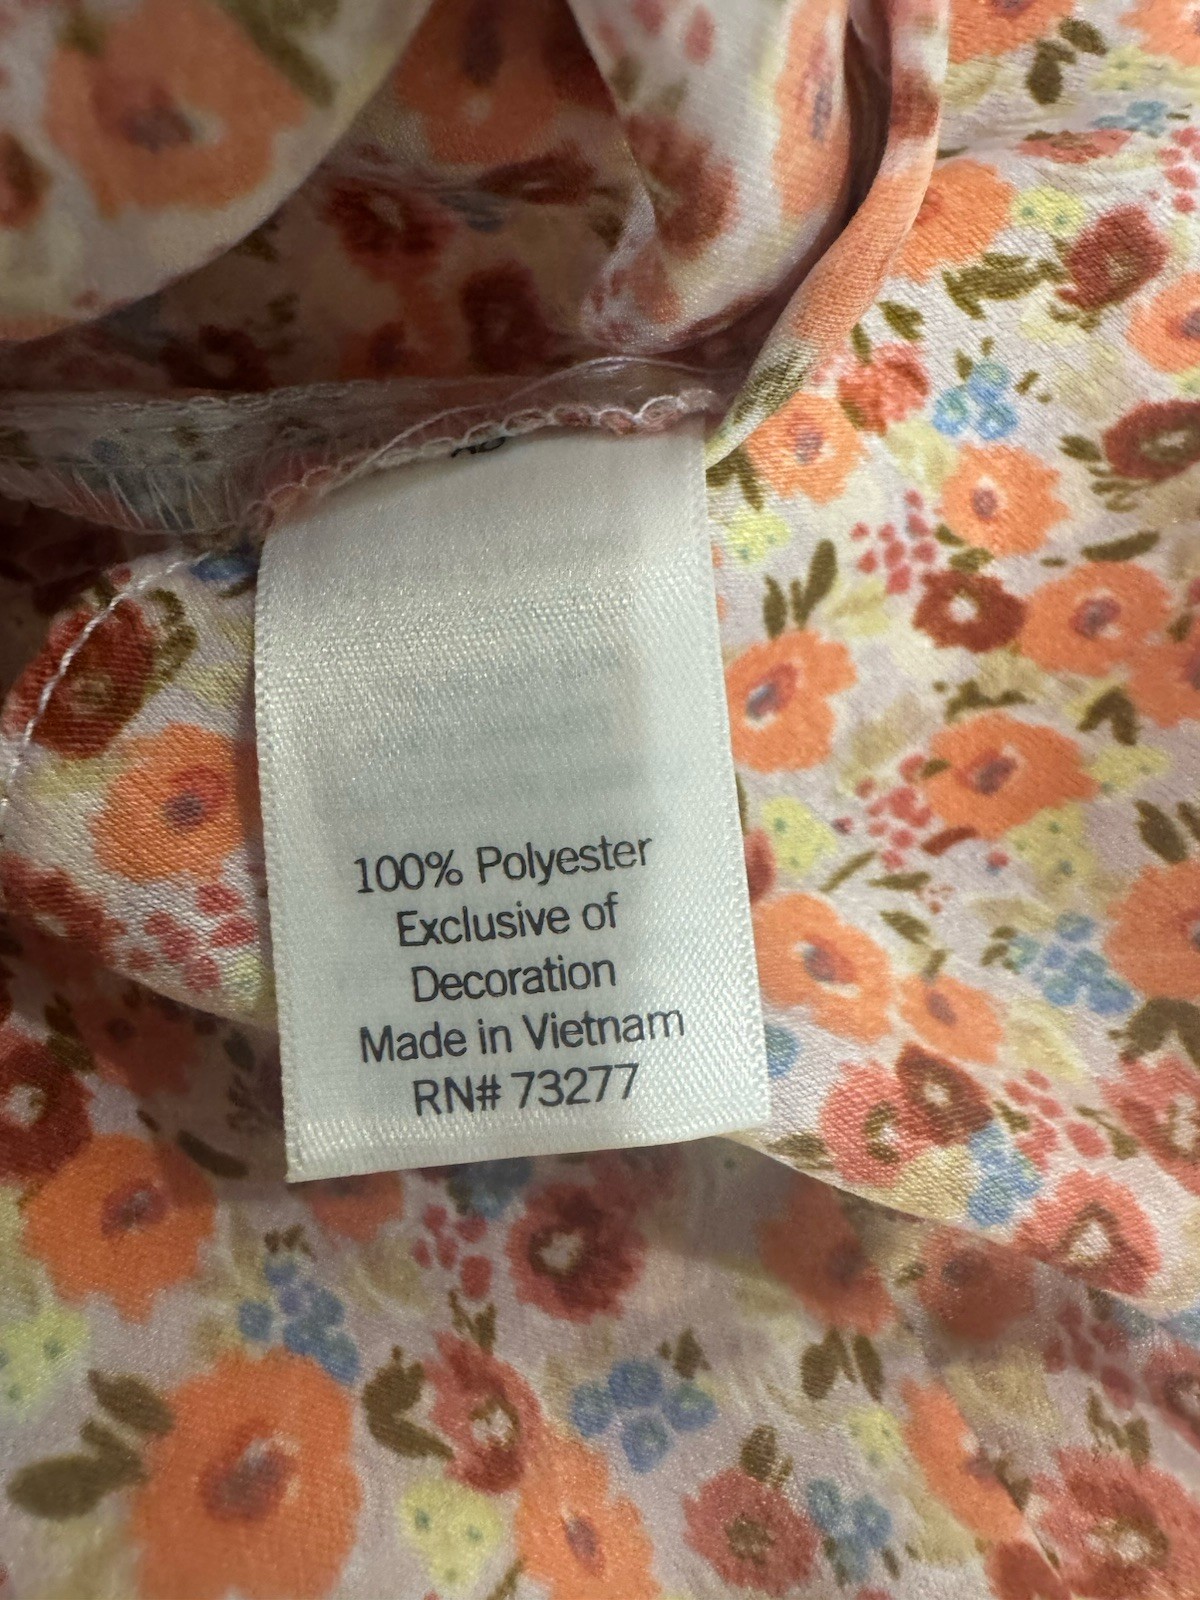 100% Polyester
Exclusive of
Decoration
Made in Vietnam
RN# 73277